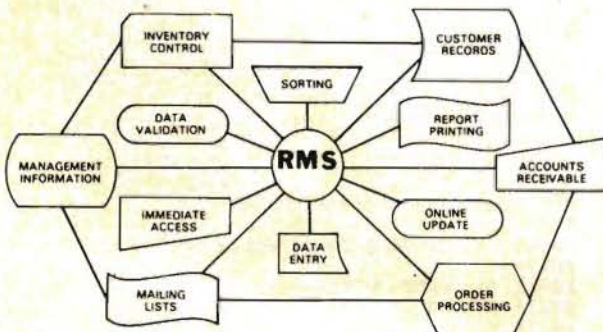 INVENTORY
CONTROL
CUSTOMER
RECORDS
SORTING
DATA
VALIDATION
REPORT
PRINTING
RMS
MANAGEMENT
INFORMATION
ACCOUNTS
RECEIVABLE
IMMEDIATE
ACCESS
ONLINE
UPDATE
DATA
ENTRY
MAILING
LISTS
ORDER
PROCESSING